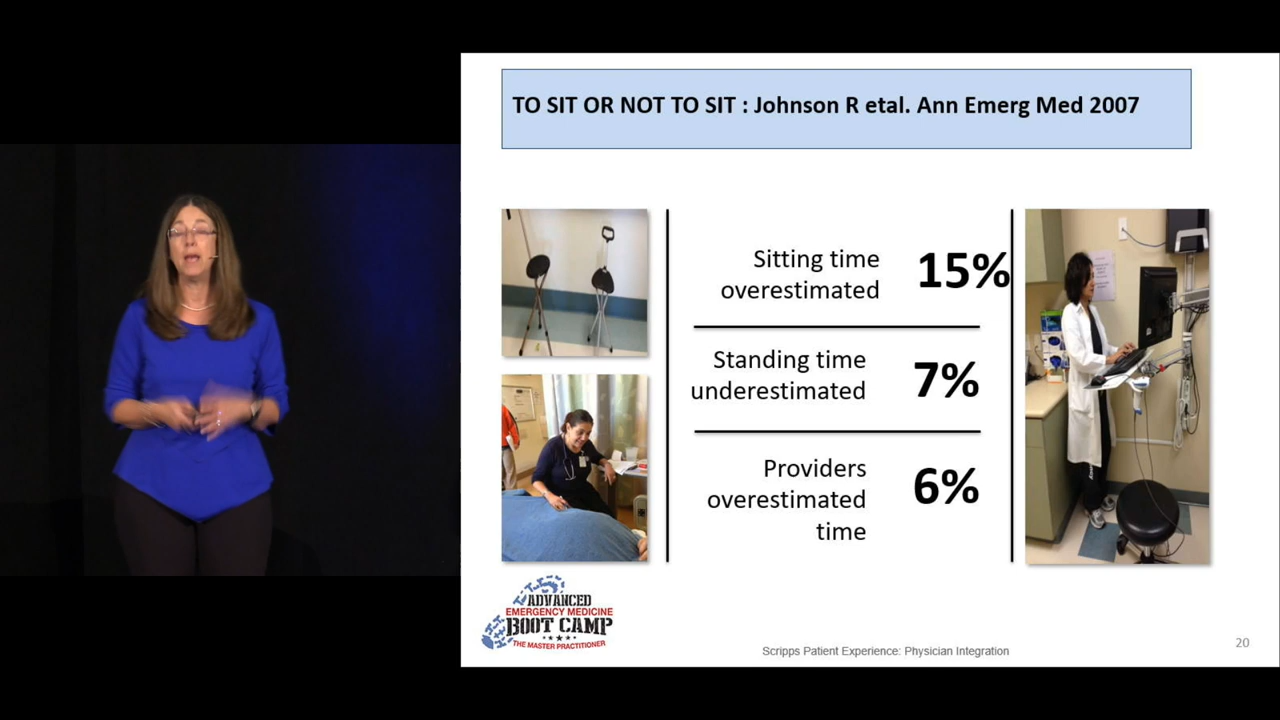 TO SIT OR NOT TO SIT : Johnson R etal. Ann Emerg Med 2007
Sitting time
overestimated
15%
Standing time
underestimated
7%
Providers
overestimated
time
6%
ADVANCED
EMERGENCY MEDICINE
BOOT CAMP
THE MASTER PRACTITIONER
Scripps Patient Experience: Physician Integration
20